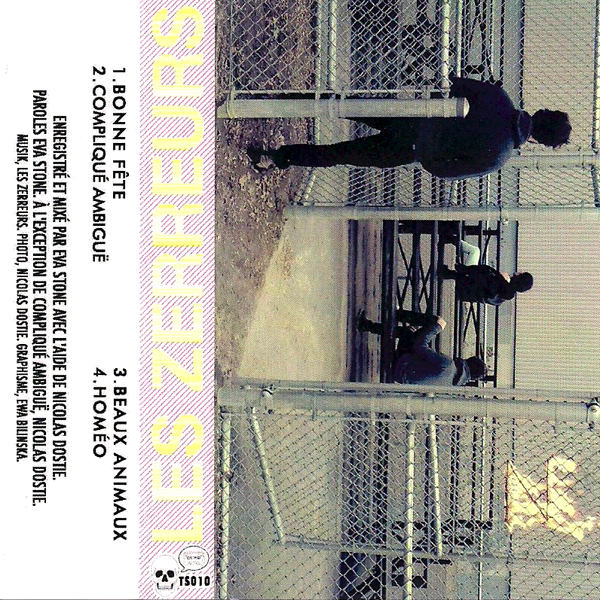 LES ZERREURS
TS010
1. BONNE FÊTE
2. COMPLIQUÉ AMBIGUË
3. BEAUX ANIMAUX
4. HOMÉO
ENREGISTRÉ ET MIXÉ PAR EVA STONE AVEC L'AIDE DE NICOLAS DOSTIE.
PAROLES EVA STONE. À L'EXCEPTION DE COMPLIQUÉ AMBIGUË, NICOLAS DOSTIE.
MUSIK, LES ZERREURS. PHOTO, NICOLAS DOSTIE. GRAPHISME, EWA BILINSKA.